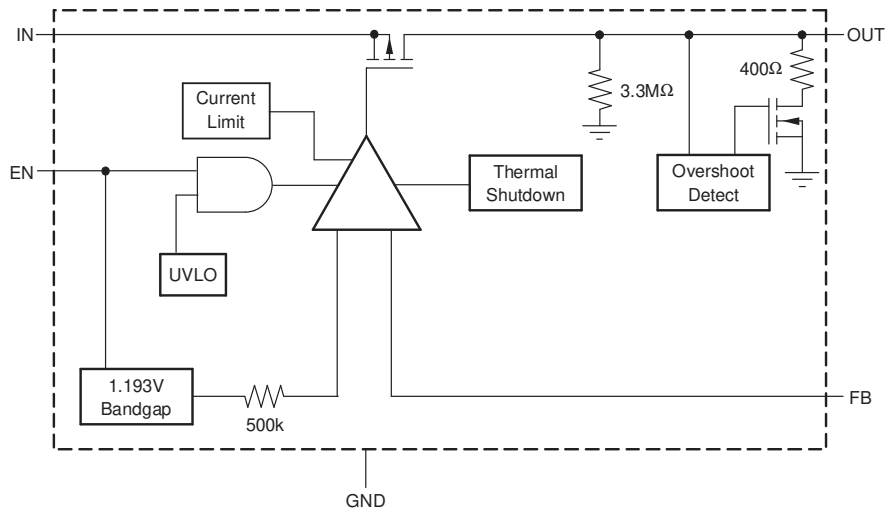 IN
OUT
400Ω
3.3MΩ
Current
Limit
EN
Thermal
Shutdown
Overshoot
Detect
UVLO
1.193V
Bandgap
500k
FB
GND